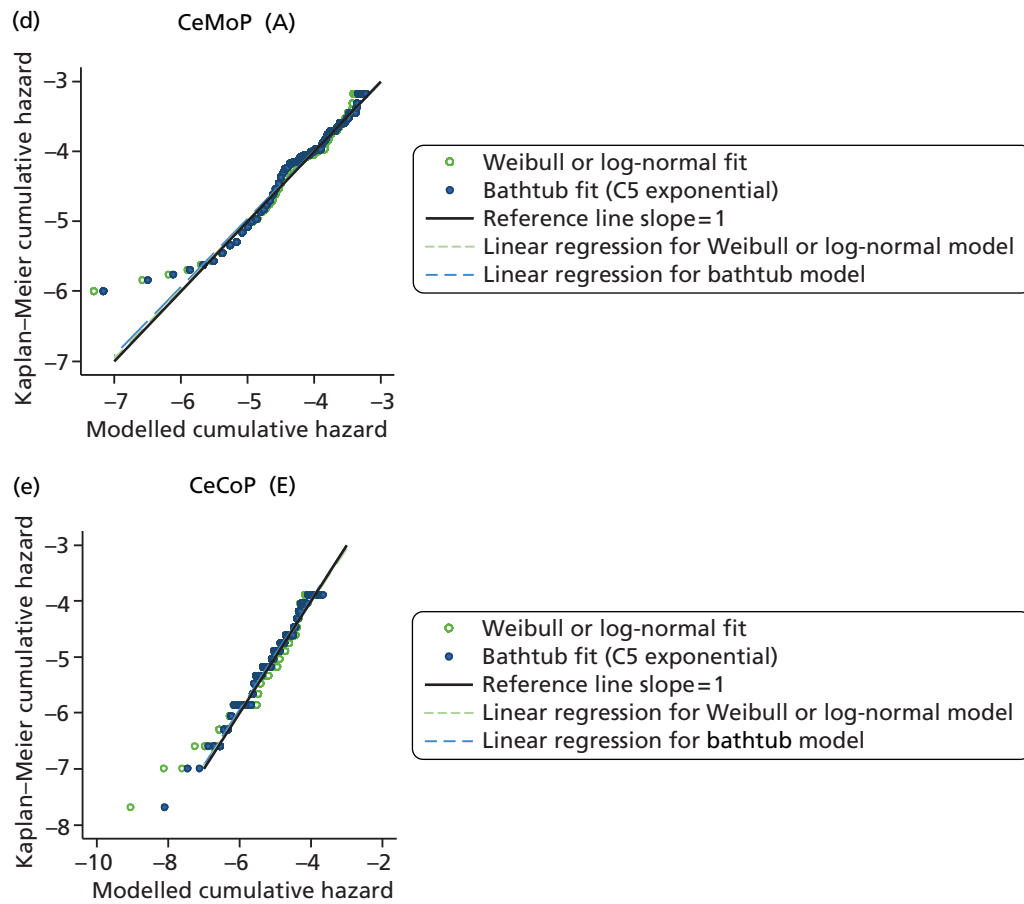 (d)
CeMoP (A)
Kaplan–Meier cumulative hazard
–3
–4
–5
–6
–7
–7 –6 –5 –4 –3
Modelled cumulative hazard
Weibull or log-normal fit
Bathtub fit (C5 exponential)
Reference line slope=1
Linear regression for Weibull or log-normal model
Linear regression for bathtub model
(e)
CeCoP (E)
Kaplan–Meier cumulative hazard
–3
–4
–5
–6
–7
–8
–10 –8 –6 –4 –2
Modelled cumulative hazard
Weibull or log-normal fit
Bathtub fit (C5 exponential)
Reference line slope=1
Linear regression for Weibull or log-normal model
Linear regression for bathtub model